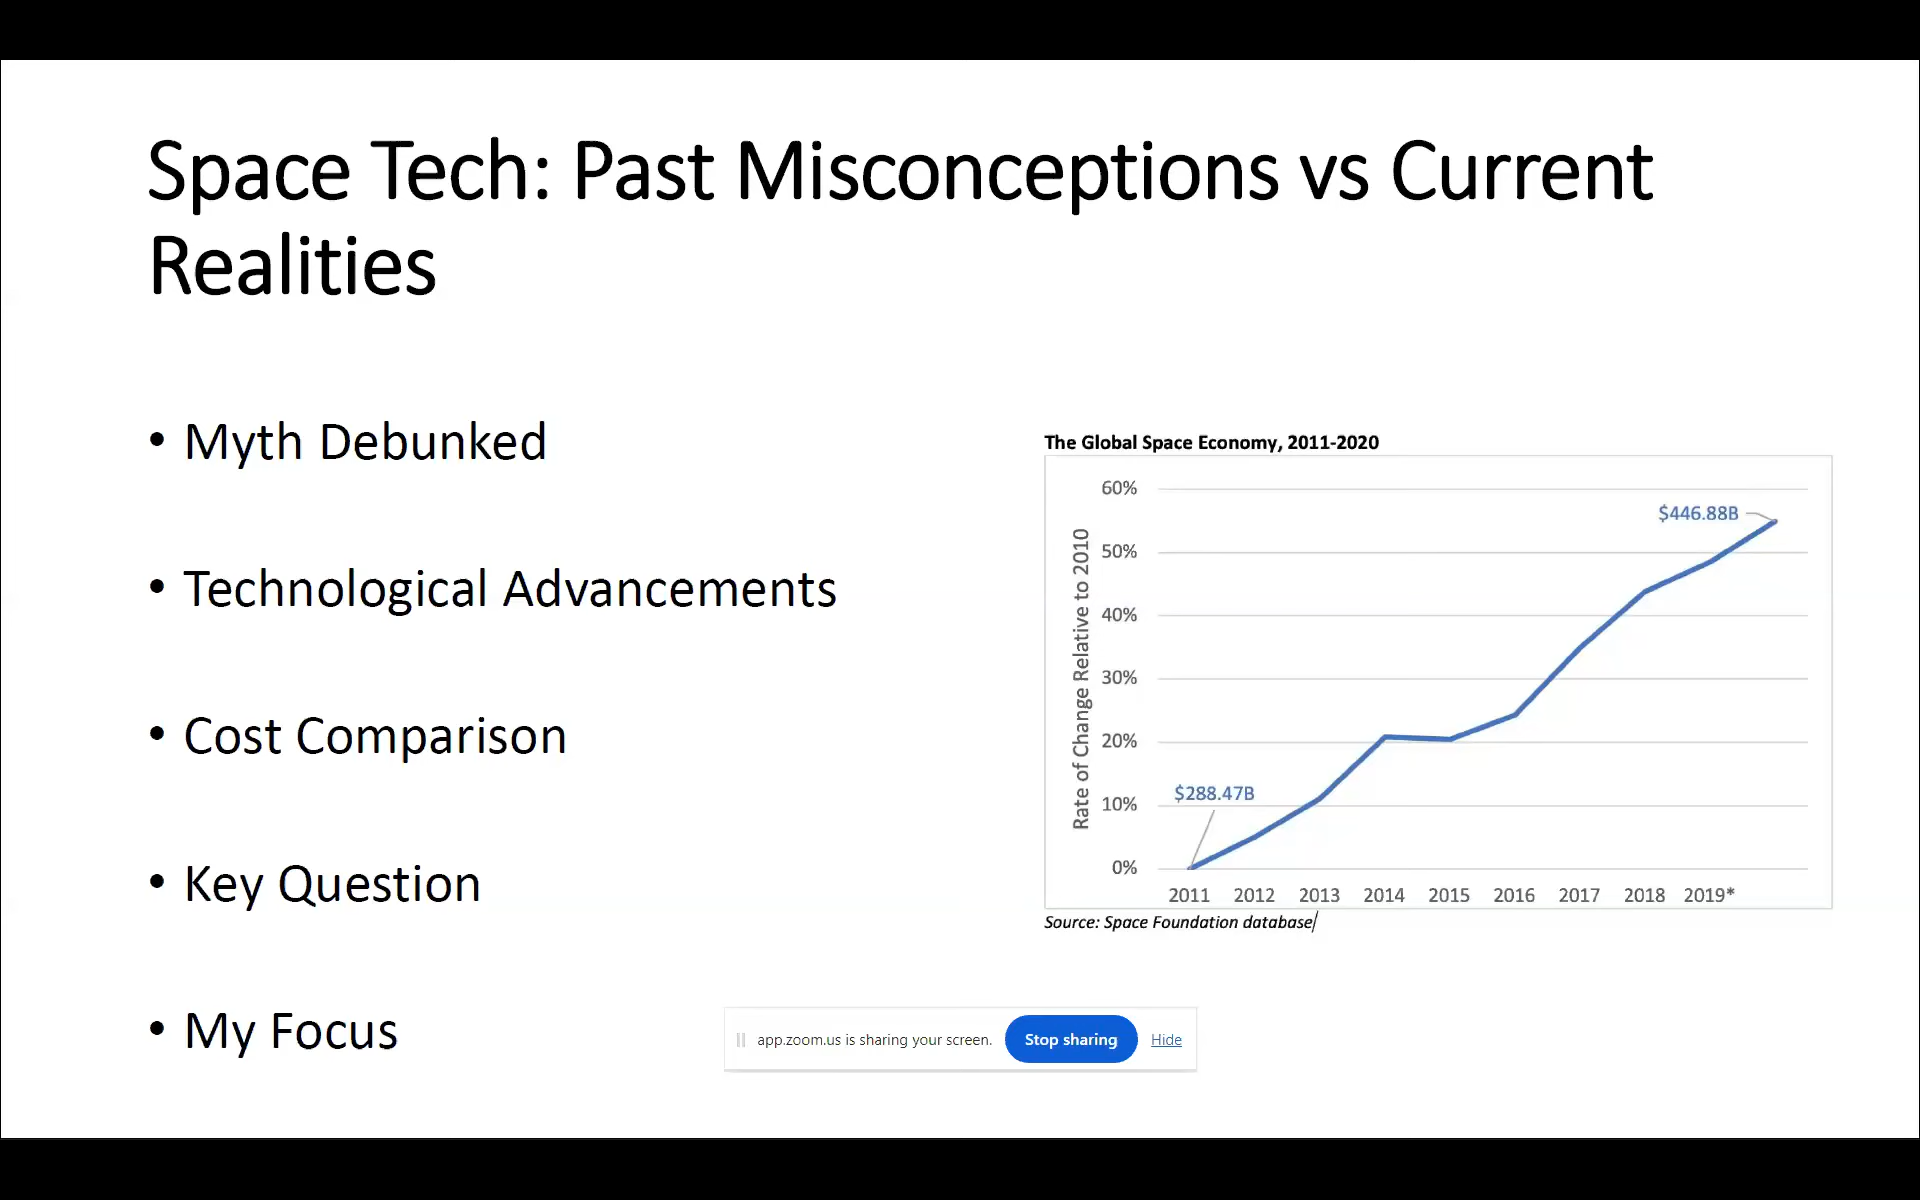 Space Tech: Past Misconceptions vs Current
Realities
• Myth Debunked
• Technological Advancements
• Cost Comparison
• Key Question
• My Focus
The Global Space Economy, 2011-2020
Rate of Change Relative to 2010
60%
50%
40%
30%
20%
10%
0%
$446.88B
$288.47B
2011 2012 2013 2014 2015 2016 2017 2018 2019*
Source: Space Foundation database
app.zoom.us is sharing your screen. Stop sharing Hide